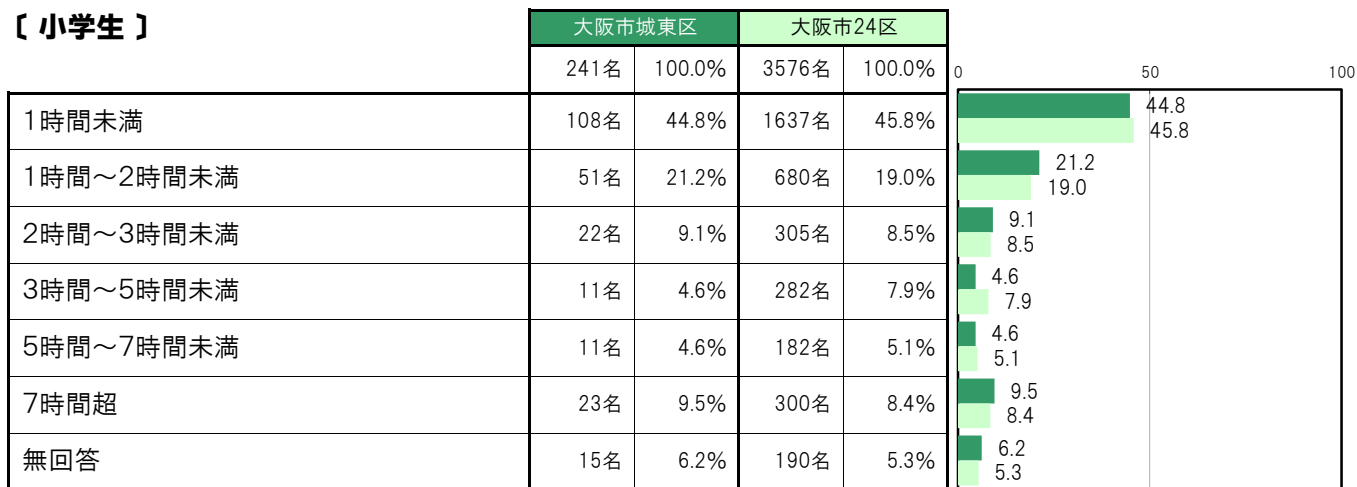 〔 小学生 〕
大阪市城東区 大阪市24区
241名 100.0% 3576名 100.0%
0 50 100
1時間未満 108名 44.8% 1637名 45.8%
44.8
45.8
1時間～2時間未満 51名 21.2% 680名 19.0%
21.2
19.0
2時間～3時間未満 22名 9.1% 305名 8.5%
9.1
8.5
3時間～5時間未満 11名 4.6% 282名 7.9%
4.6
7.9
5時間～7時間未満 11名 4.6% 182名 5.1%
4.6
5.1
7時間超 23名 9.5% 300名 8.4%
9.5
8.4
無回答 15名 6.2% 190名 5.3%
6.2
5.3